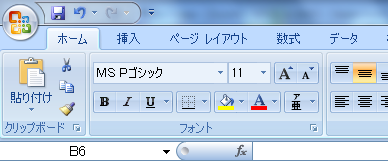 ホーム 挿入 ページ レイアウト 数式 データ
貼り付け
MS Pゴシック 11 A A
B I U A ア亜
クリップボード フォント
B6 fx